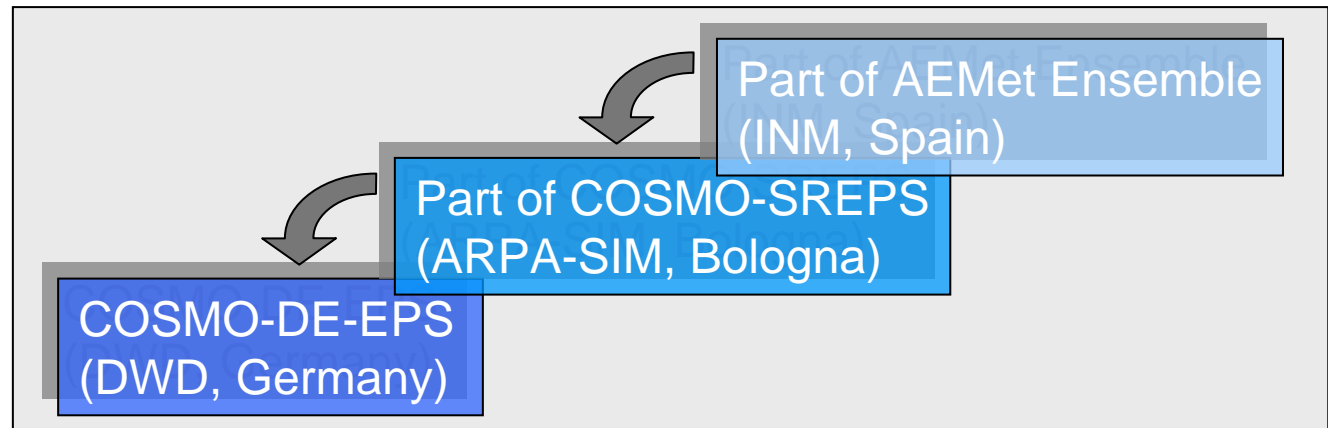 Part of AEMet Ensemble
(INM, Spain)
Part of COSMO-SREPS
(ARPA-SIM, Bologna)
COSMO-DE-EPS
(DWD, Germany)